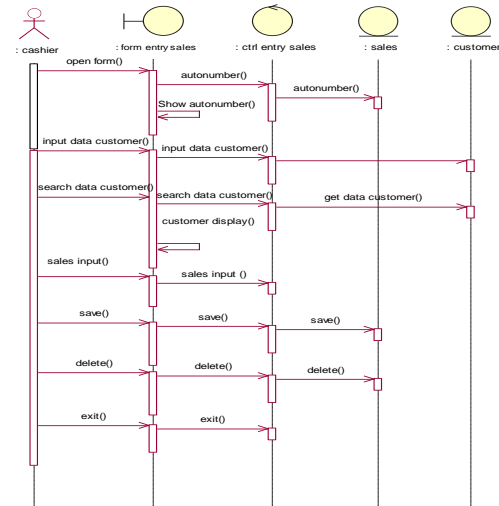 : cashier
: form entry sales
: ctrl entry sales
: sales
: customer
open form()
autonumber()
autonumber()
Show autonumber()
input data customer()
input data customer()
search data customer()
search data customer()
get data customer()
customer display()
sales input()
sales input ()
save()
save()
save()
delete()
delete()
delete()
exit()
exit()